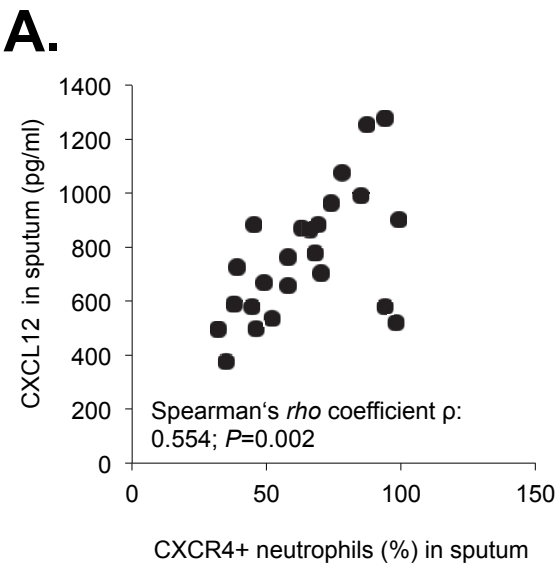 A.
CXCL12 in sputum (pg/ml)
1400
1200
1000
800
600
400
200
0
Spearman‘s rho coefficient ρ:
0.554; P=0.002
0
50
100
150
CXCR4+ neutrophils (%) in sputum